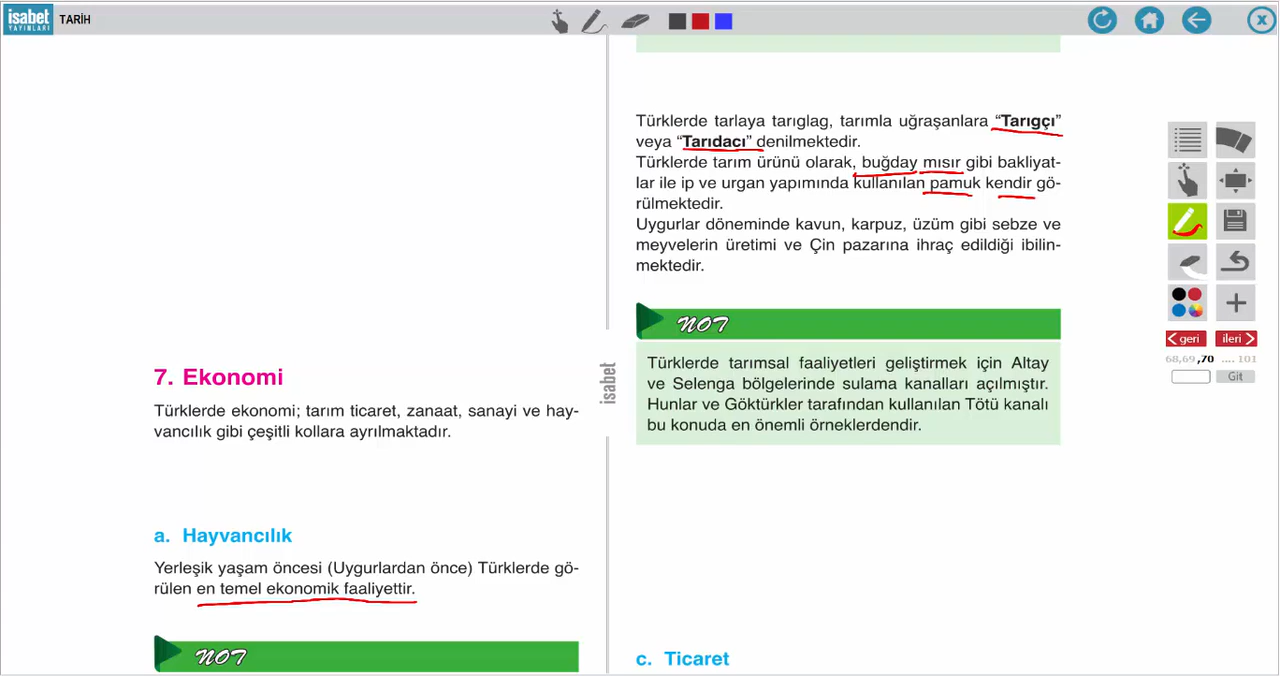 isabet
YAYINLARI
TARİH
7. Ekonomi
Türklerde ekonomi; tarım ticaret, zanaat, sanayi ve hay-
vancılık gibi çeşitli kollara ayrılmaktadır.
a. Hayvancılık
Yerleşik yaşam öncesi (Uygurlardan önce) Türklerde gö-
rülen en temel ekonomik faaliyettir.
NOT
isabet
Türklerde tarlaya tarıglag, tarımla uğraşanlara “Tarıgçı”
veya “Tarıdacı” denilmektedir.
Türklerde tarım ürünü olarak, buğday mısır gibi bakliyat-
lar ile ip ve urgan yapımında kullanılan pamuk kendir gö-
rülmektedir.
Uygurlar döneminde kavun, karpuz, üzüm gibi sebze ve
meyvelerin üretimi ve Çin pazarına ihraç edildiği ibilin-
mektedir.
NOT
Türklerde tarımsal faaliyetleri geliştirmek için Altay
ve Selenga bölgelerinde sulama kanalları açılmıştır.
Hunlar ve Göktürkler tarafından kullanılan Tötü kanalı
bu konuda en önemli örneklerdendir.
c. Ticaret
geri
ileri
68,69,70 .... 101
Git